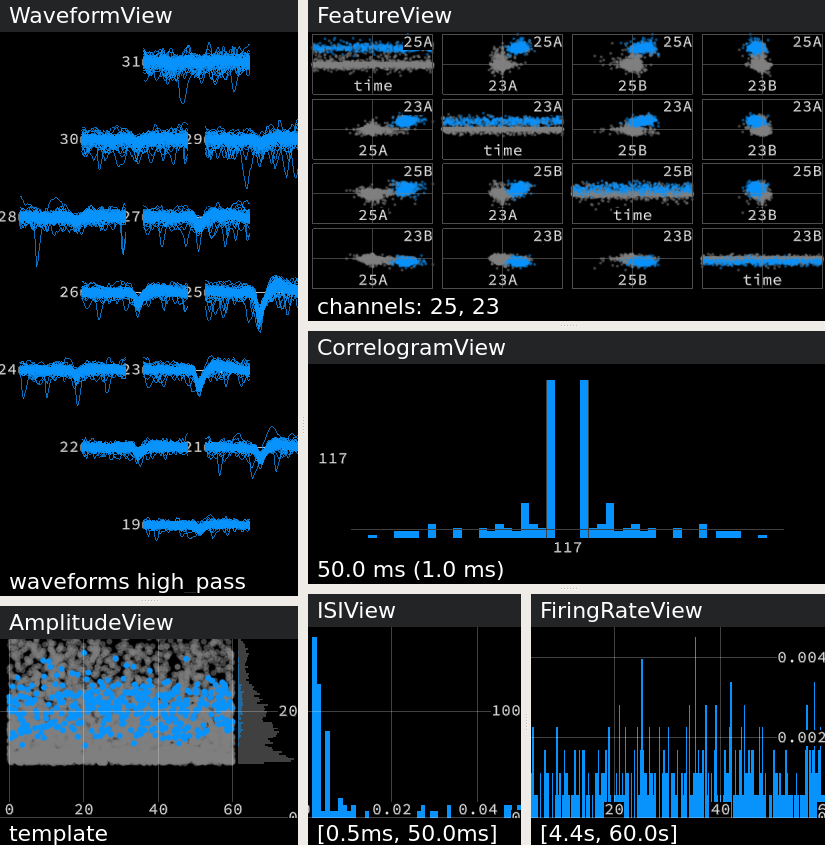 WaveformView
31
30 29
28 27
26 25
24 23
22 21
19
waveforms high_pass
AmplitudeView
20
0 20 40 60 0
template
FeatureView
25A 25A 25A 25A
time 23A 25B 23B
23A 23A 23A 23A
25A time 25B 23B
25B 25B 25B 25B
25A 23A time 23B
23B 23B 23B 23B
25A 23A 25B time
channels: 25, 23
CorrelogramView
117
117
50.0 ms (1.0 ms)
ISIView
100
0.02 0.04
[0.5ms, 50.0ms]
FiringRateView
0.004
0.002
20 40
[4.4s, 60.0s]